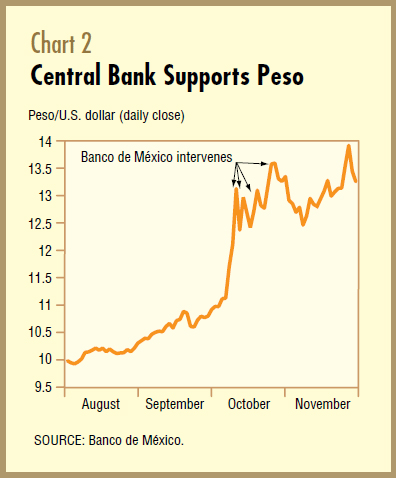 Chart 2
Central Bank Supports Peso
Peso/U.S. dollar (daily close)
14
Banco de México intervenes
13.5
13
12.5
12
11.5
11
10.5
10
9.5
August September October November
SOURCE: Banco de México.